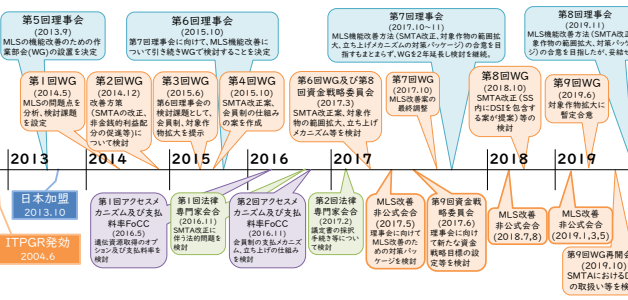 第5回理事会
(2013.9)
MLSの機能改善のための作
業部会(WG)の設置を決定
第6回理事会
(2015.10)
第7回理事会に向けて、MLS機能改善に
ついて引き続きWGで検討することを決定
第7回理事会
(2017.10~11)
MLS機能改善方法(SMTA改正、対象作物の範囲拡
大、立ち上げメカニズムの対策パッケージ)の合意を目
指すもまとまらず、WGを2年延長し検討を継続。
第8回理事会
(2019.11)
MLS機能改善方法(SMTA改正、
象作物の範囲拡大、対策パッケー
ジ)の合意を目指したが、妥結せ
第1回WG
(2014.5)
MLSの問題点を
分析、検討課題
を設定
第2回WG
(2014.12)
改善方策
(SMTAの改正、
非金銭的利益配
分の促進等)に
ついて検討
第3回WG
(2015.6)
第6回理事会の
検討課題として、
会員制、対象作
物拡大を提示
第4回WG
(2015.10)
SMTA改正案、
会員制の仕組み
の案を作成
第6回WG及び第8
回資金戦略委員会
(2017.3)
SMTA改正案、対象作
物の範囲拡大、立ち上げ
メカニズム等を検討
第7回WG
(2017.10)
MLS改善案の
最終調整
第8回WG
(2018.10)
SMTA改正(SS
内にDSIを包含す
る案が提案)等の
検討
第9回WG
(2019.6)
対象作物拡大に
暫定合意
2013
2014
2015
2016
2017
2018
2019
日本加盟
2013.10
ITPGR発効
2004.6
第1回アクセスメ
カニズム及び支払
料率FoCC
(2016.5)
遺伝資源取得のオプ
ション及び支払料率を
検討
第1回法律
専門家会合
(2016.11)
SMTA改正に
伴う法的問題を
検討
第2回アクセスメ
カニズム及び支払
料率FoCC
(2016.11)
会員制の支払メカニズ
ム、立ち上げの仕組み
を検討
第2回法律
専門家会合
(2017.2)
議定書の採択
手続き等につい
て検討
MLS改善
非公式会合
(2017.5)
理事会に向けて
MLS改善のた
めの対策パッ
ケージを検討
第9回資金戦
略委員会
(2017.6)
理事会に向け
て新たな資金
戦略目標の設
定等を検討
MLS改善
非公式会合
(2018.7,8)
MLS改善
非公式会合
(2019.1,3,5)
第9回WG再開会
(2019.10)
SMTAにおけるD
の取扱い等を検